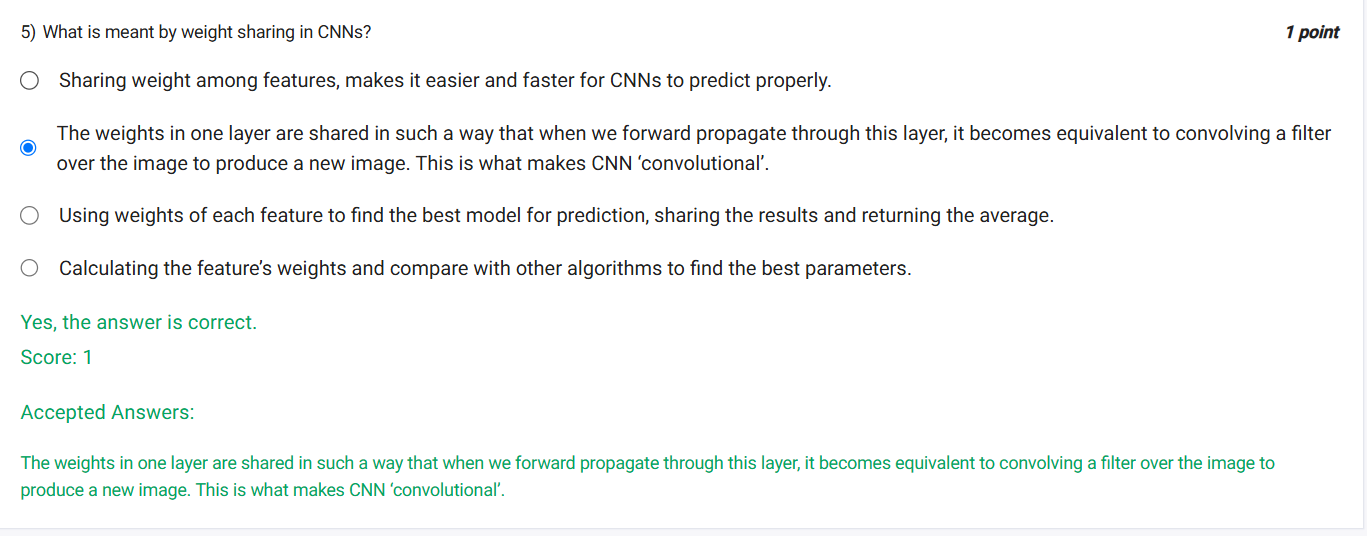 5) What is meant by weight sharing in CNNs?
1 point
Sharing weight among features, makes it easier and faster for CNNs to predict properly.
The weights in one layer are shared in such a way that when we forward propagate through this layer, it becomes equivalent to convolving a filter
over the image to produce a new image. This is what makes CNN ‘convolutional’.
Using weights of each feature to find the best model for prediction, sharing the results and returning the average.
Calculating the feature’s weights and compare with other algorithms to find the best parameters.
Yes, the answer is correct.
Score: 1
Accepted Answers:
The weights in one layer are shared in such a way that when we forward propagate through this layer, it becomes equivalent to convolving a filter over the image to
produce a new image. This is what makes CNN ‘convolutional’.